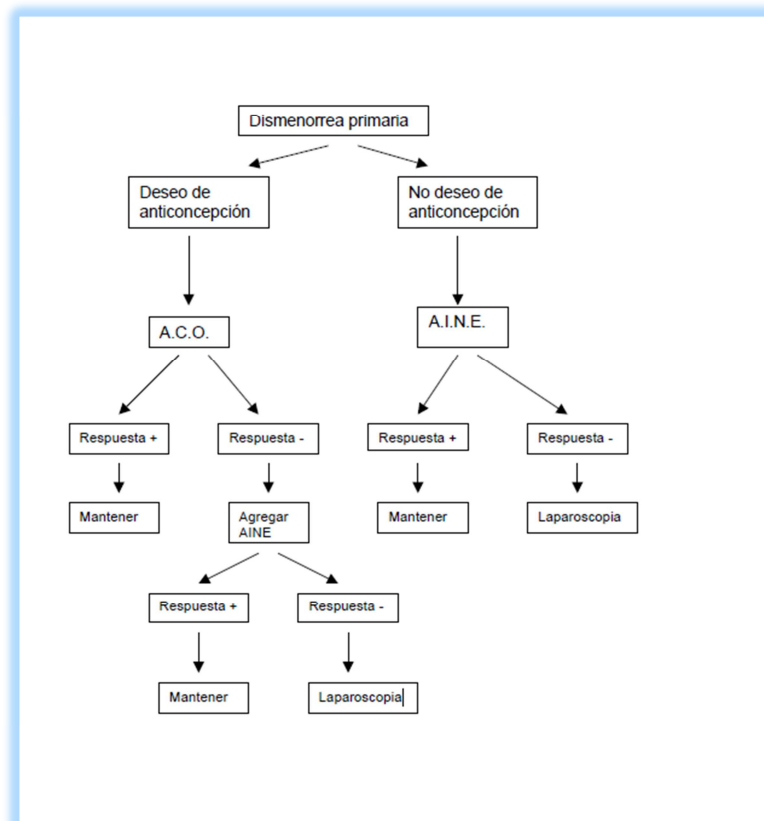 Dismenorrea primaria
Deseo de
anticoncepción
No deseo de
anticoncepción
A.C.O.
A.I.N.E.
Respuesta +
Respuesta -
Respuesta +
Respuesta -
Mantener
Agregar
AINE
Mantener
Laparoscopia
Respuesta +
Respuesta -
Mantener
Laparoscopia